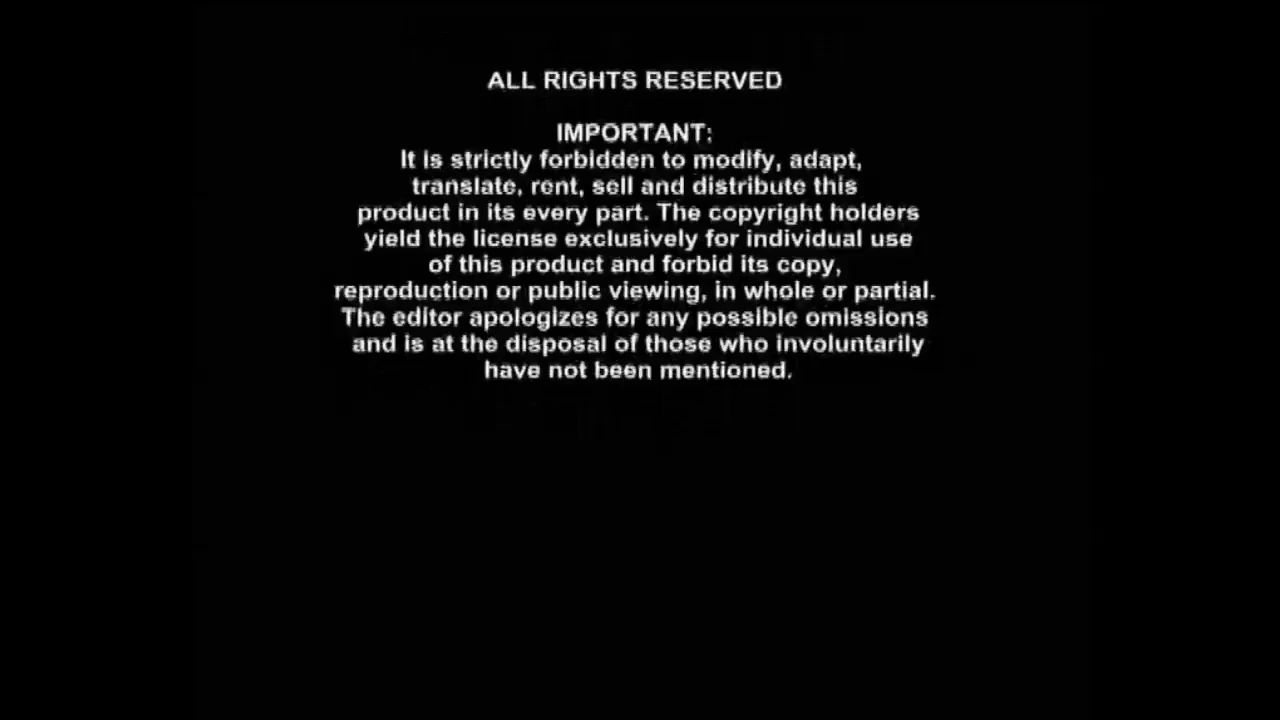 ALL RIGHTS RESERVED
IMPORTANT:
It is strictly forbidden to modify, adapt,
translate, rent, sell and distribute this
product in its every part. The copyright holders
yield the license exclusively for individual use
of this product and forbid its copy,
reproduction or public viewing, in whole or partial.
The editor apologizes for any possible omissions
and is at the disposal of those who involuntarily
have not been mentioned.